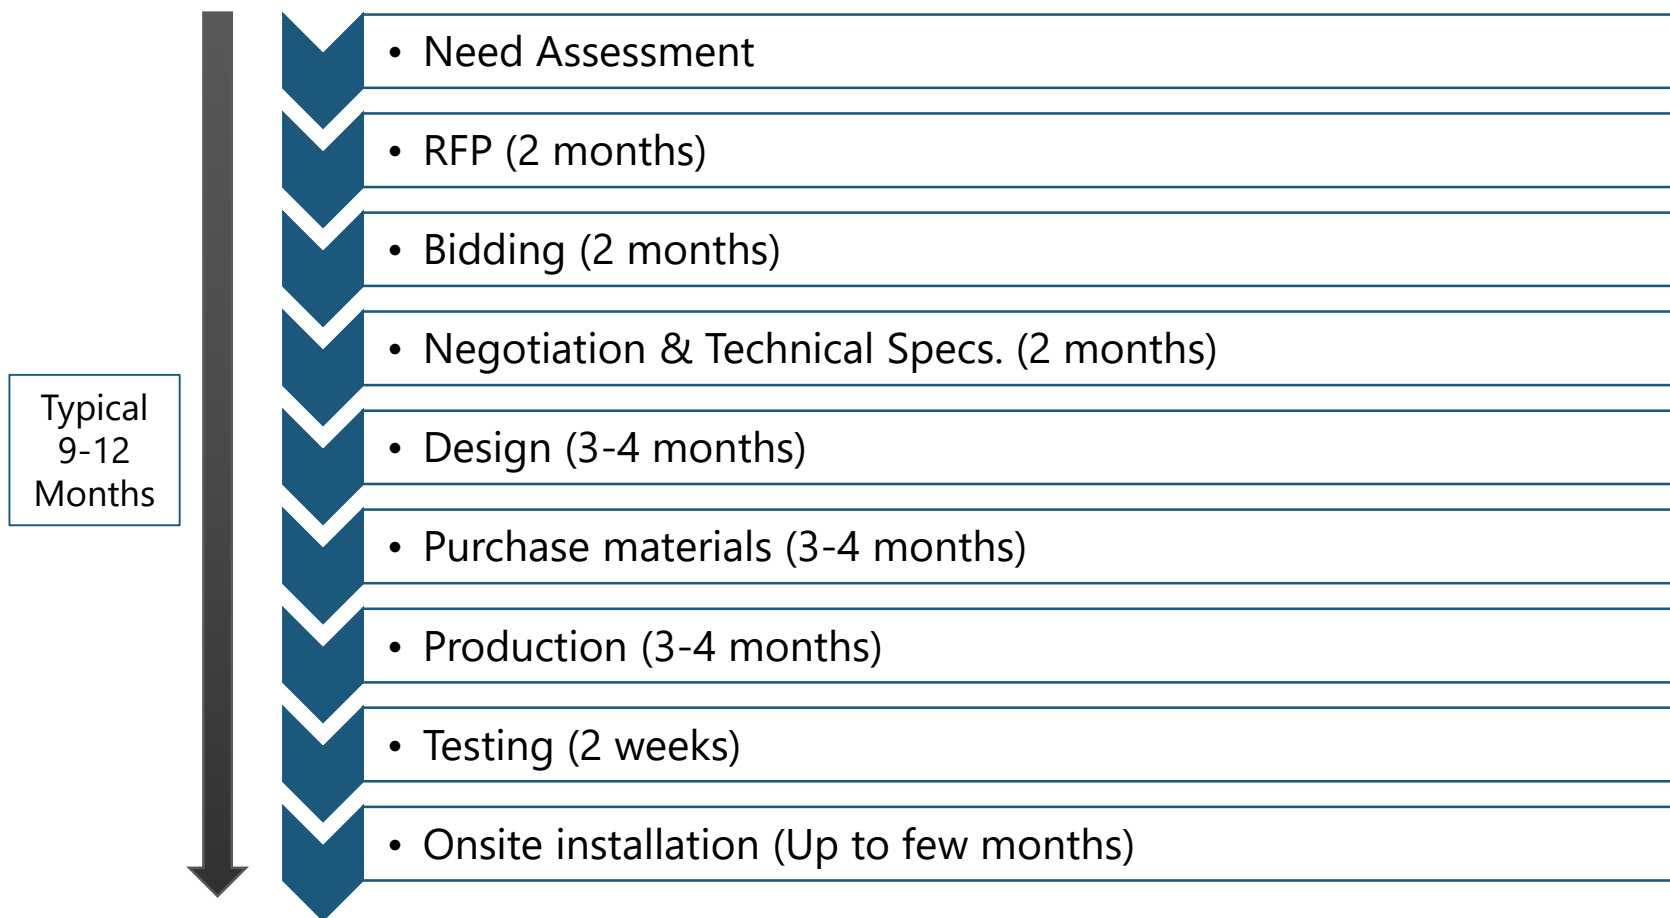 • Need Assessment
• RFP (2 months)
• Bidding (2 months)
• Negotiation & Technical Specs. (2 months)
Typical
9-12
Months
• Design (3-4 months)
• Purchase materials (3-4 months)
• Production (3-4 months)
• Testing (2 weeks)
• Onsite installation (Up to few months)